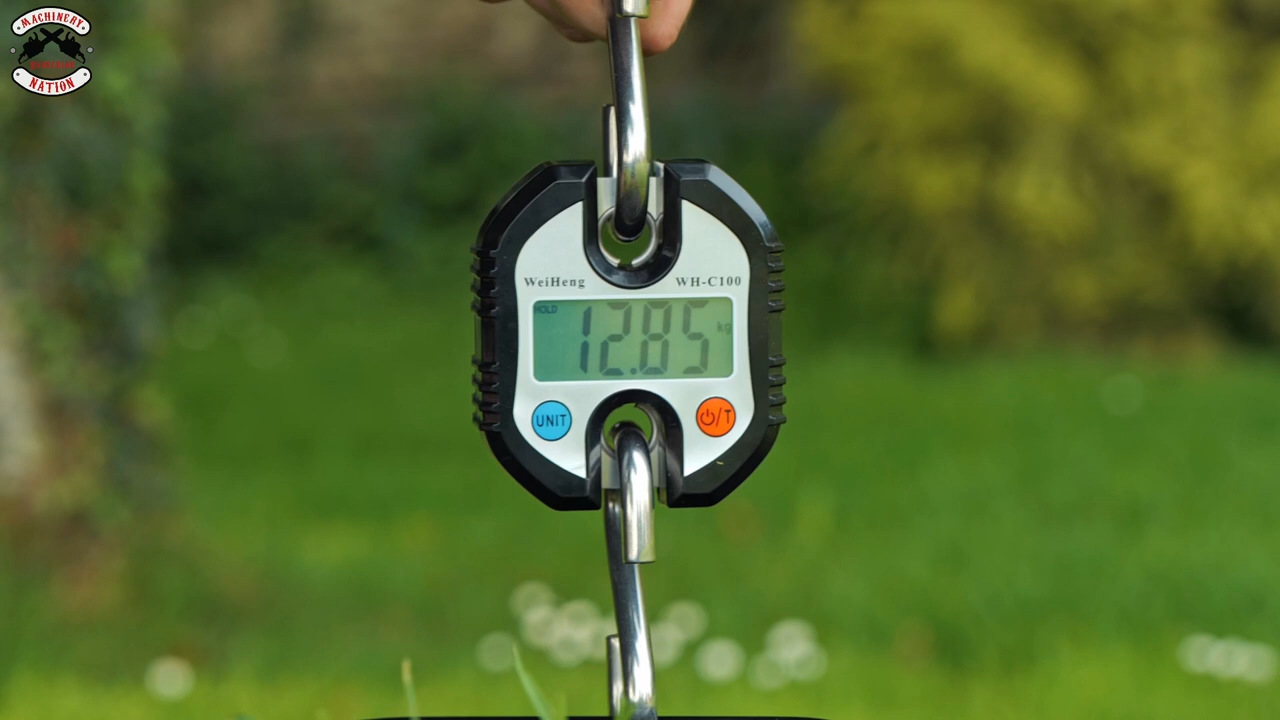 MACHINERY
NATION
WeiHeng WH-C100
HOLD
12.85 kg
UNIT
/T